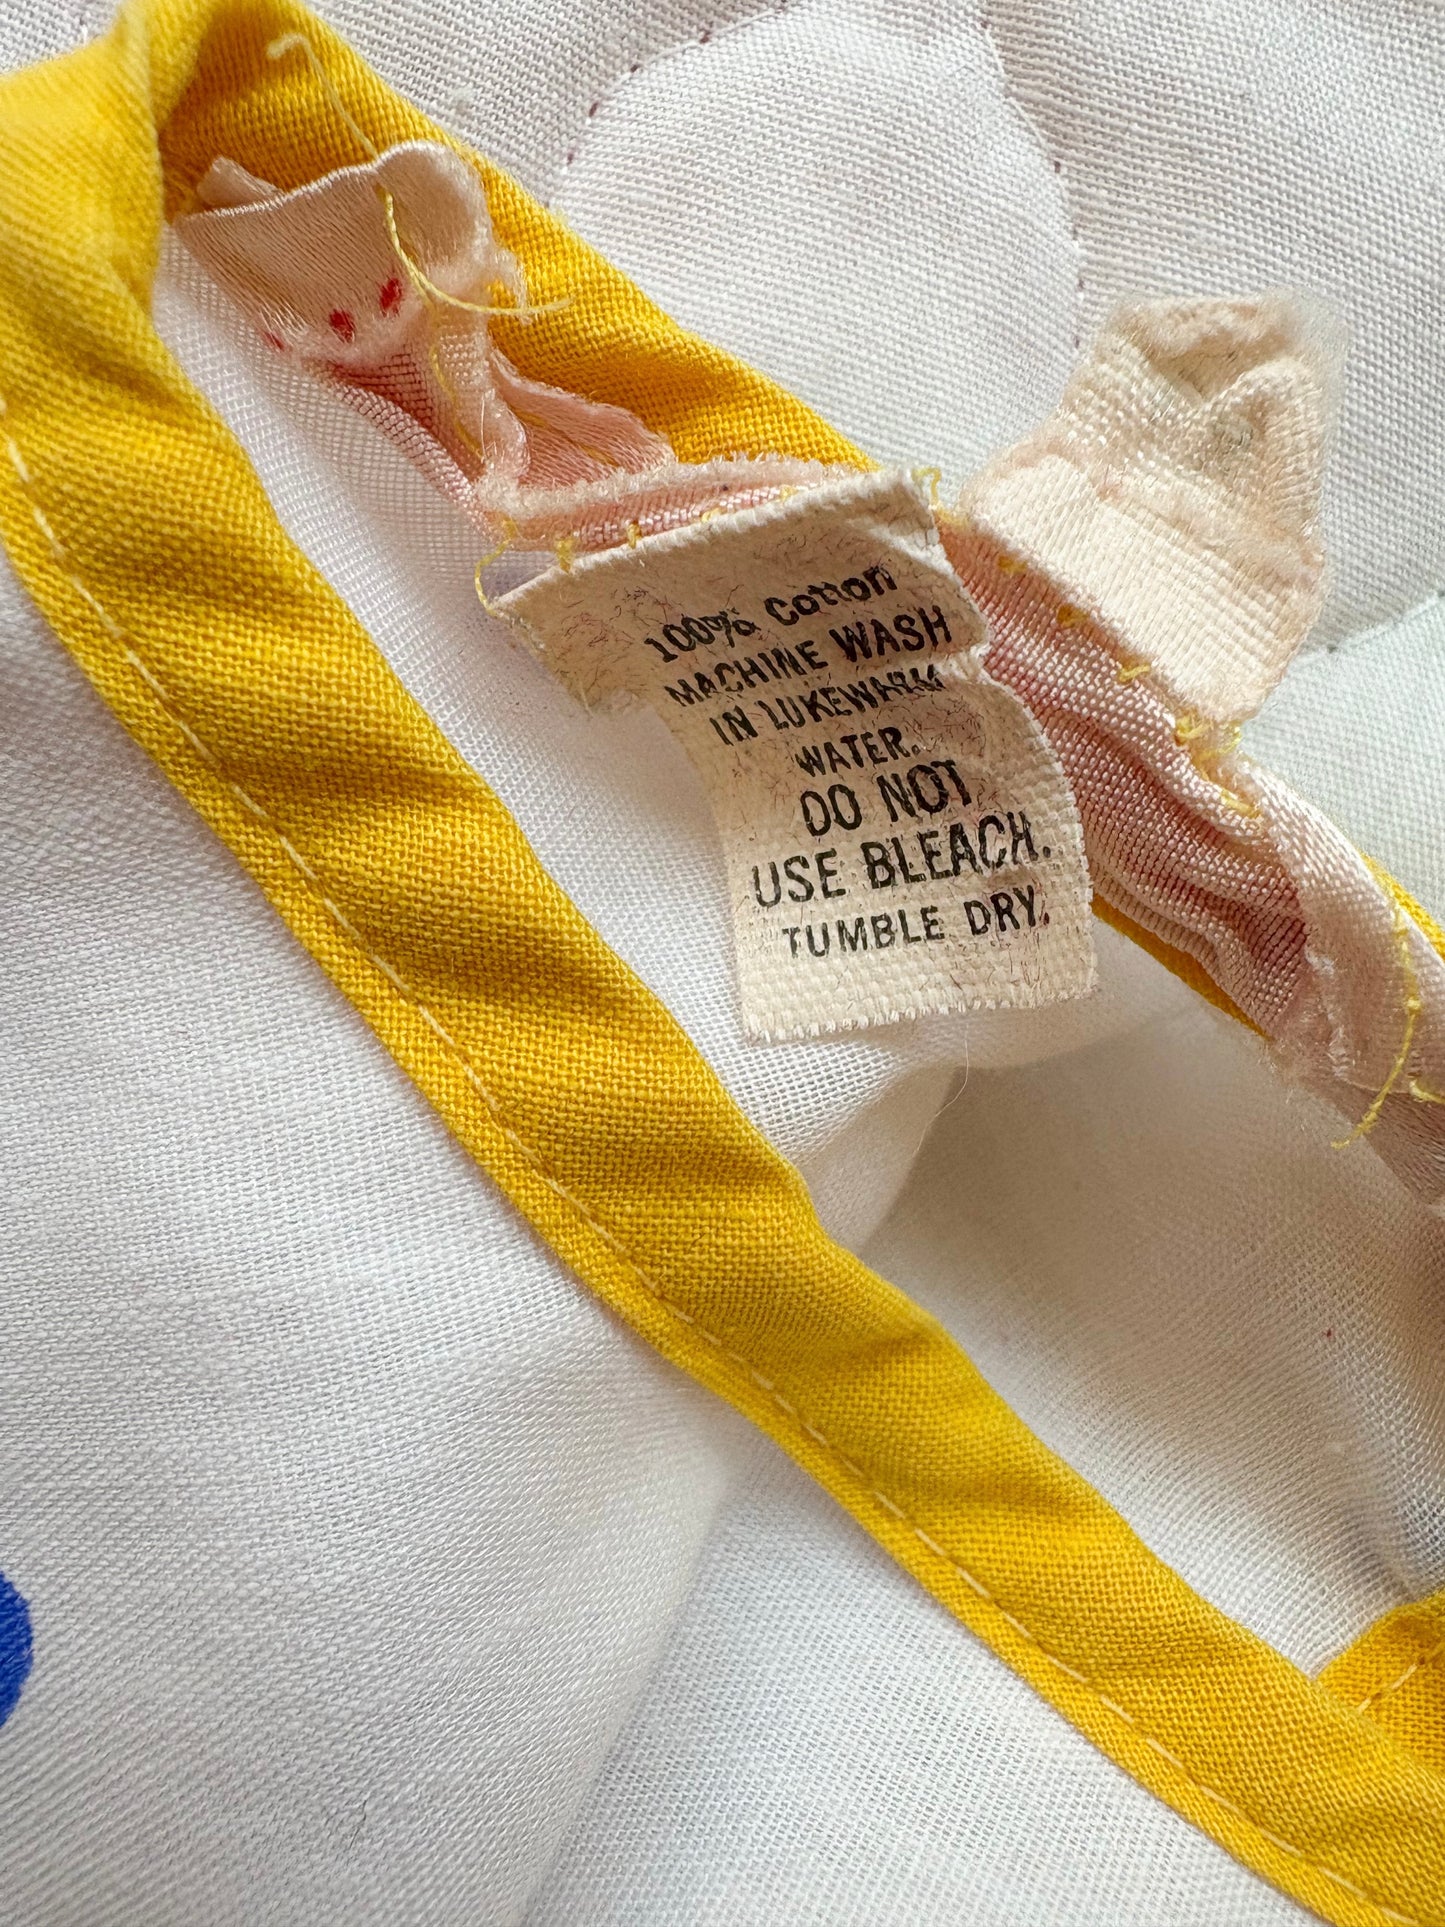 100% Cotton
MACHINE WASH
IN LUKEWARM
WATER.
DO NOT
USE BLEACH.
TUMBLE DRY.